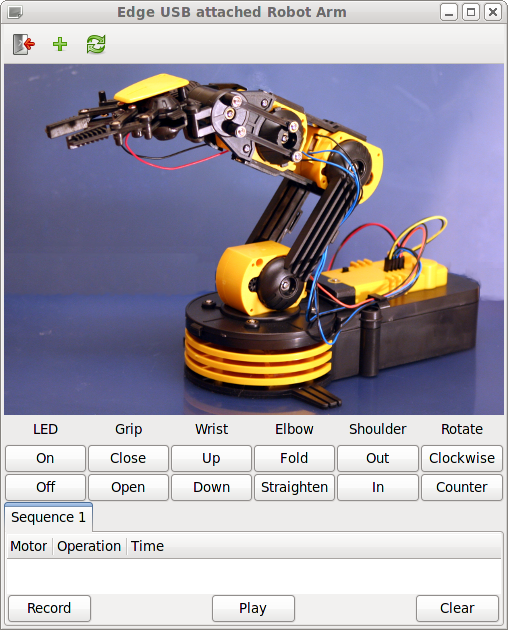 Edge USB attached Robot Arm
LED Grip Wrist Elbow Shoulder Rotate
On Close Up Fold Out Clockwise
Off Open Down Straighten In Counter
Sequence 1
Motor Operation Time
Record Play Clear